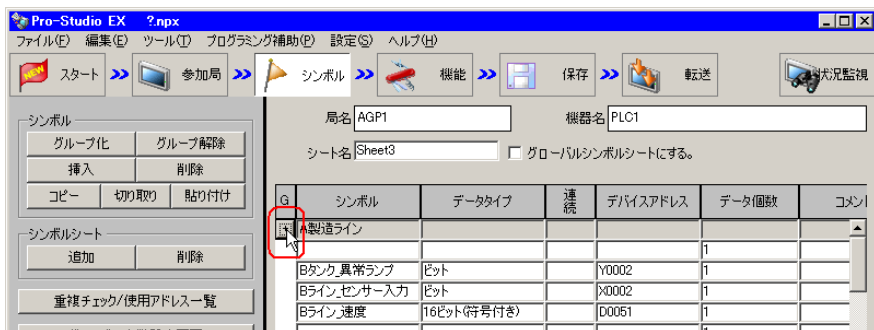 Pro-Studio EX ?.npx
ファイル(F) 編集(E) ツール(T) プログラミング補助(P) 設定(S) ヘルプ(H)
NEW スタート 参加局 シンボル 機能 保存 転送 状況監視
シンボル
グループ化 グループ解除
挿入 削除
コピー 切り取り 貼り付け
シンボルシート
追加 削除
重複チェック/使用アドレス一覧
局名 AGP1 機器名 PLC1
シート名 Sheet3 グローバルシンボルシートにする。
G シンボル データタイプ 連続 デバイスアドレス データ個数
A製造ライン
1
Bタンク_異常ランプ ビット Y0002 1
Bライン_センサー入力 ビット X0002 1
Bライン_速度 16ビット(符号付き) D0051 1